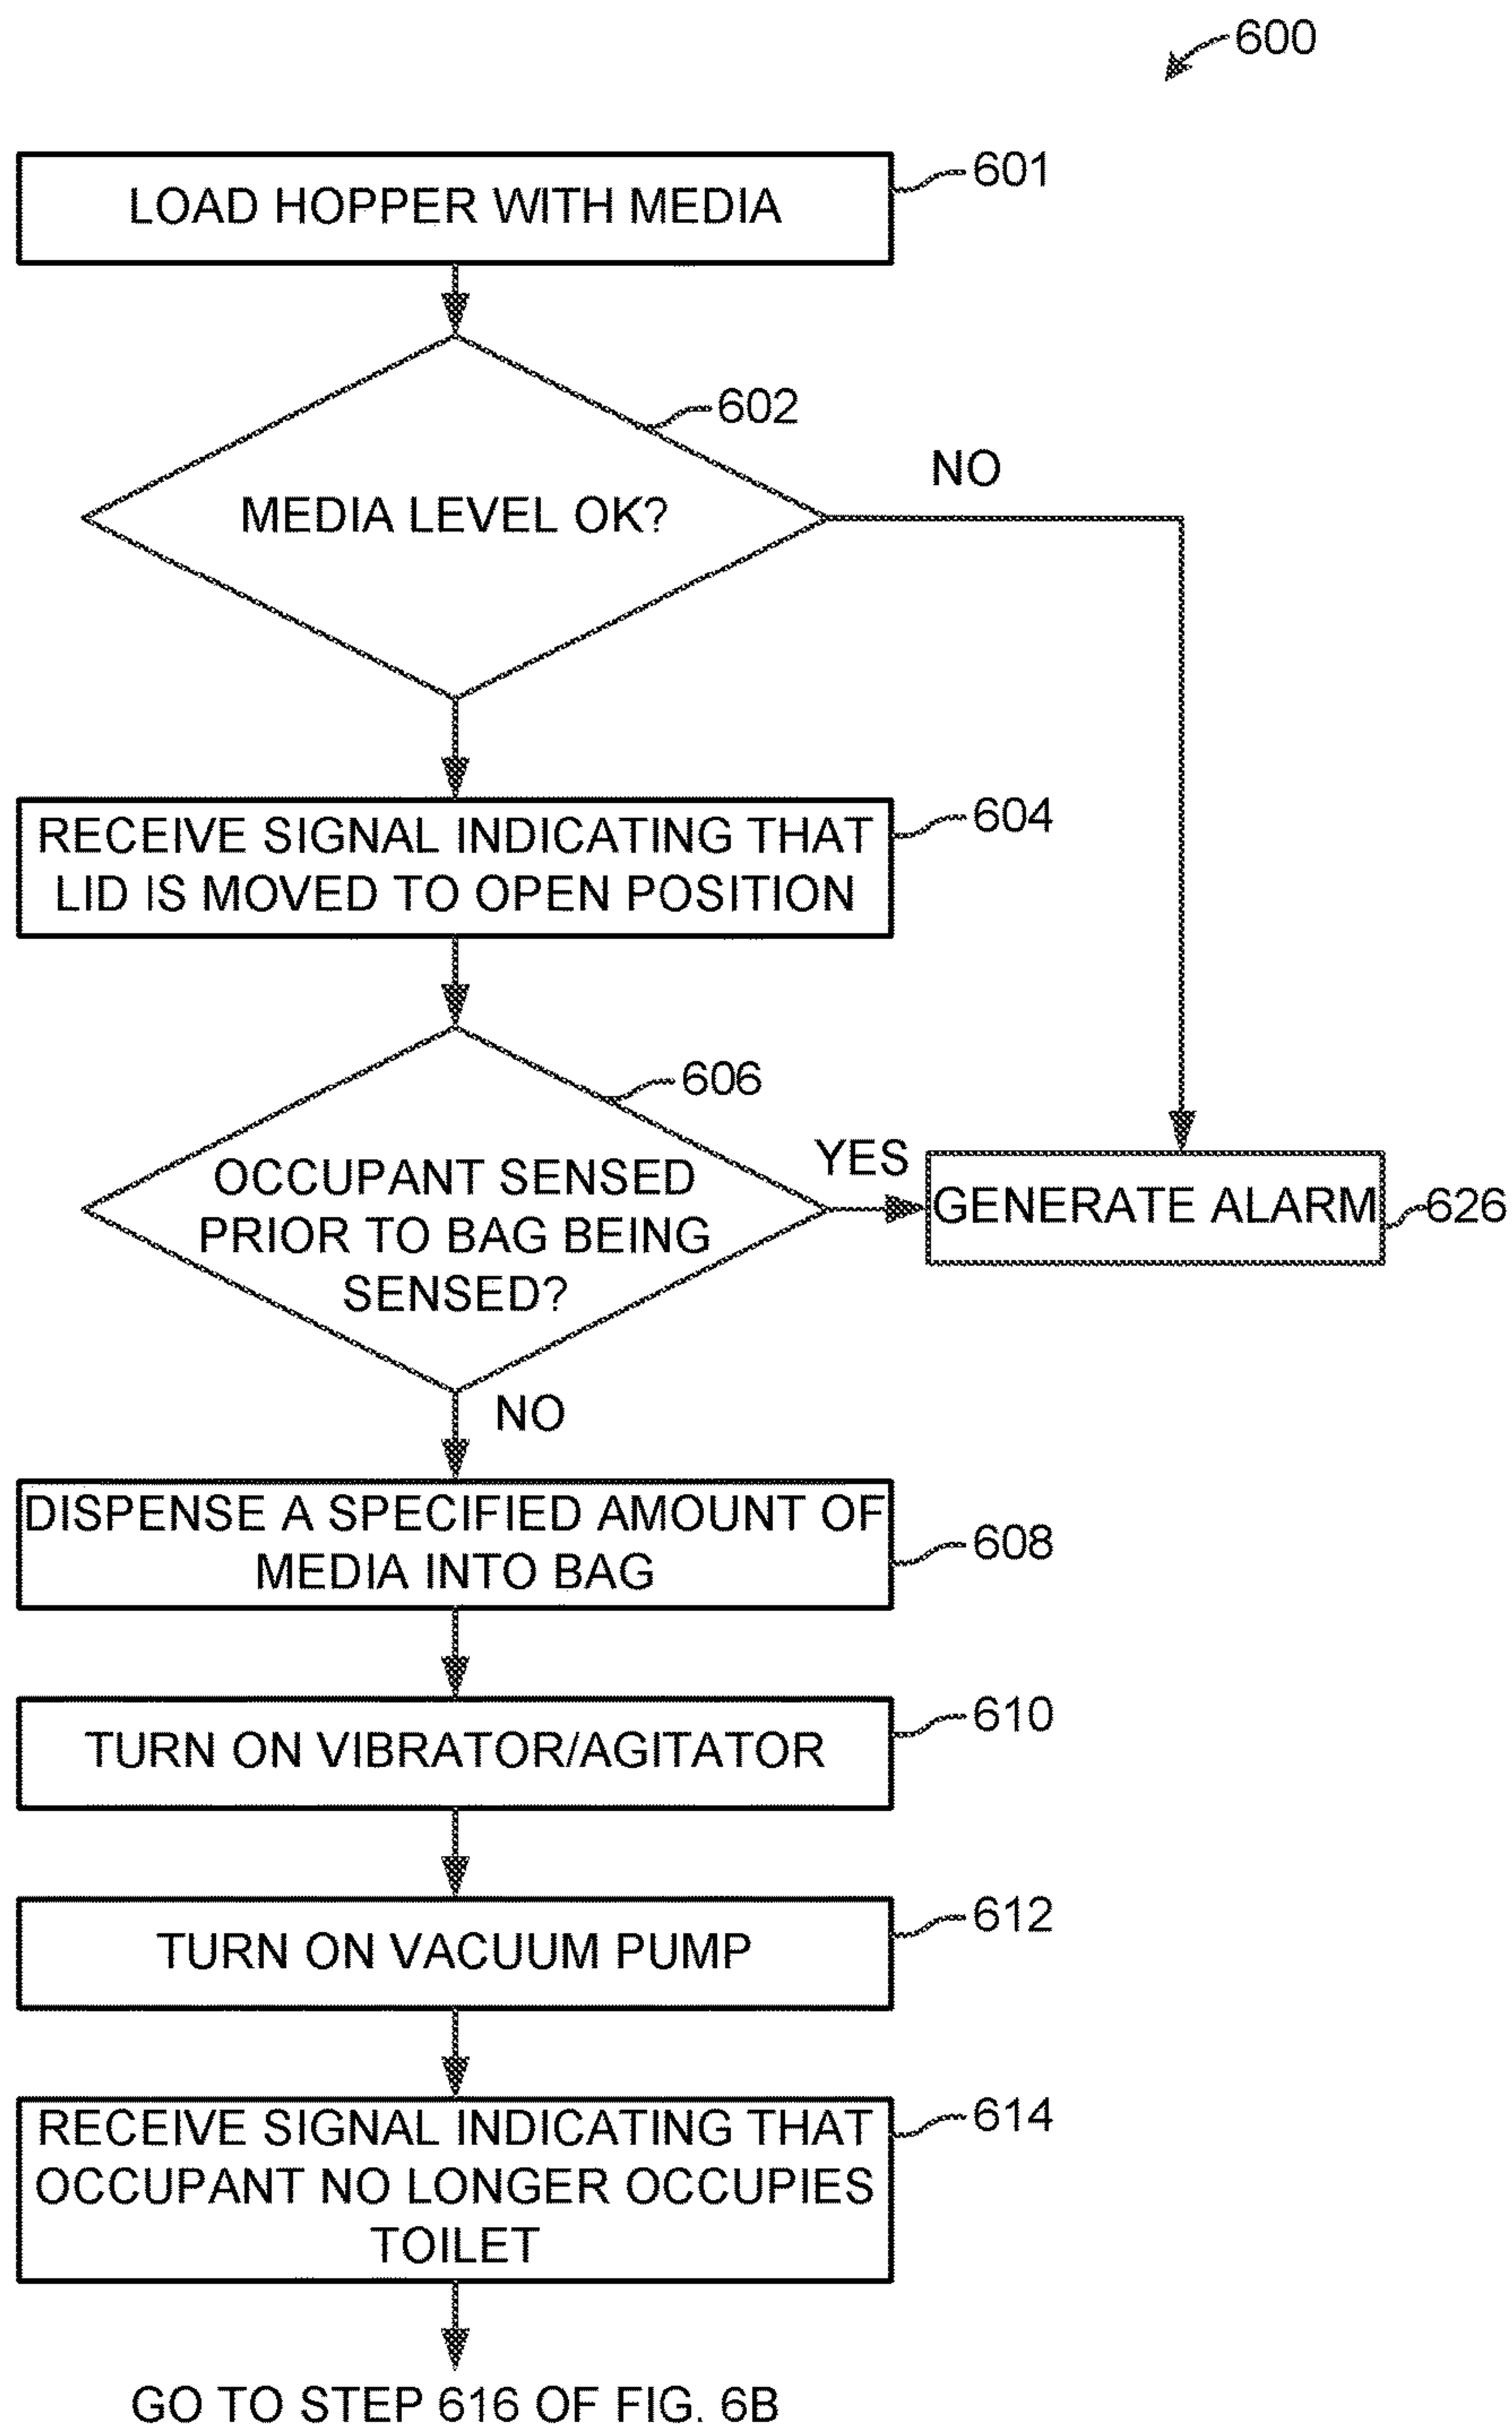 600
LOAD HOPPER WITH MEDIA
601
602
MEDIA LEVEL OK?
NO
RECEIVE SIGNAL INDICATING THAT
LID IS MOVED TO OPEN POSITION
604
606
OCCUPANT SENSED
PRIOR TO BAG BEING
SENSED?
YES
GENERATE ALARM
626
NO
DISPENSE A SPECIFIED AMOUNT OF
MEDIA INTO BAG
608
TURN ON VIBRATOR/AGITATOR
610
TURN ON VACUUM PUMP
612
RECEIVE SIGNAL INDICATING THAT
OCCUPANT NO LONGER OCCUPIES
TOILET
614
GO TO STEP 616 OF FIG. 6B